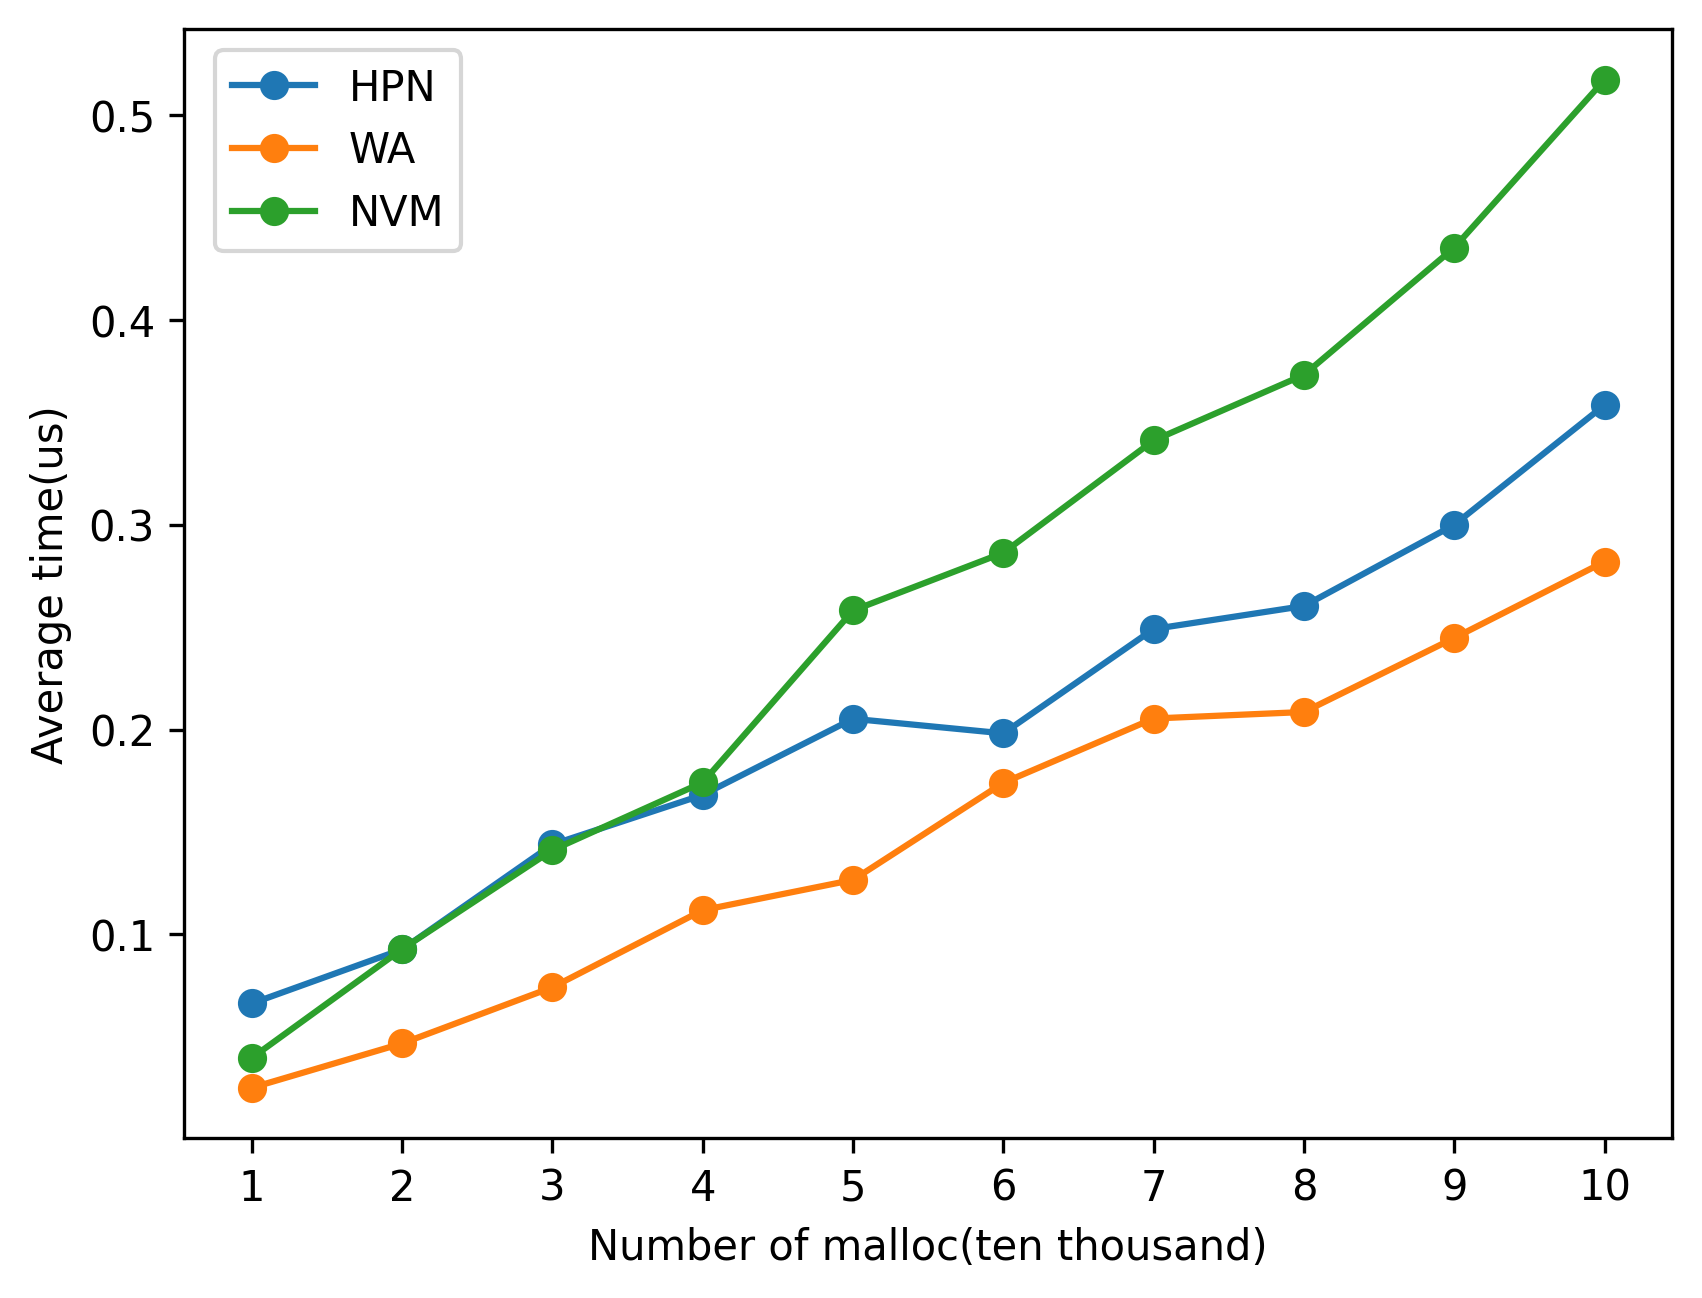 HPN
WA
NVM
0.5
0.4
0.3
0.2
0.1
Average time(us)
1 2 3 4 5 6 7 8 9 10
Number of malloc(ten thousand)